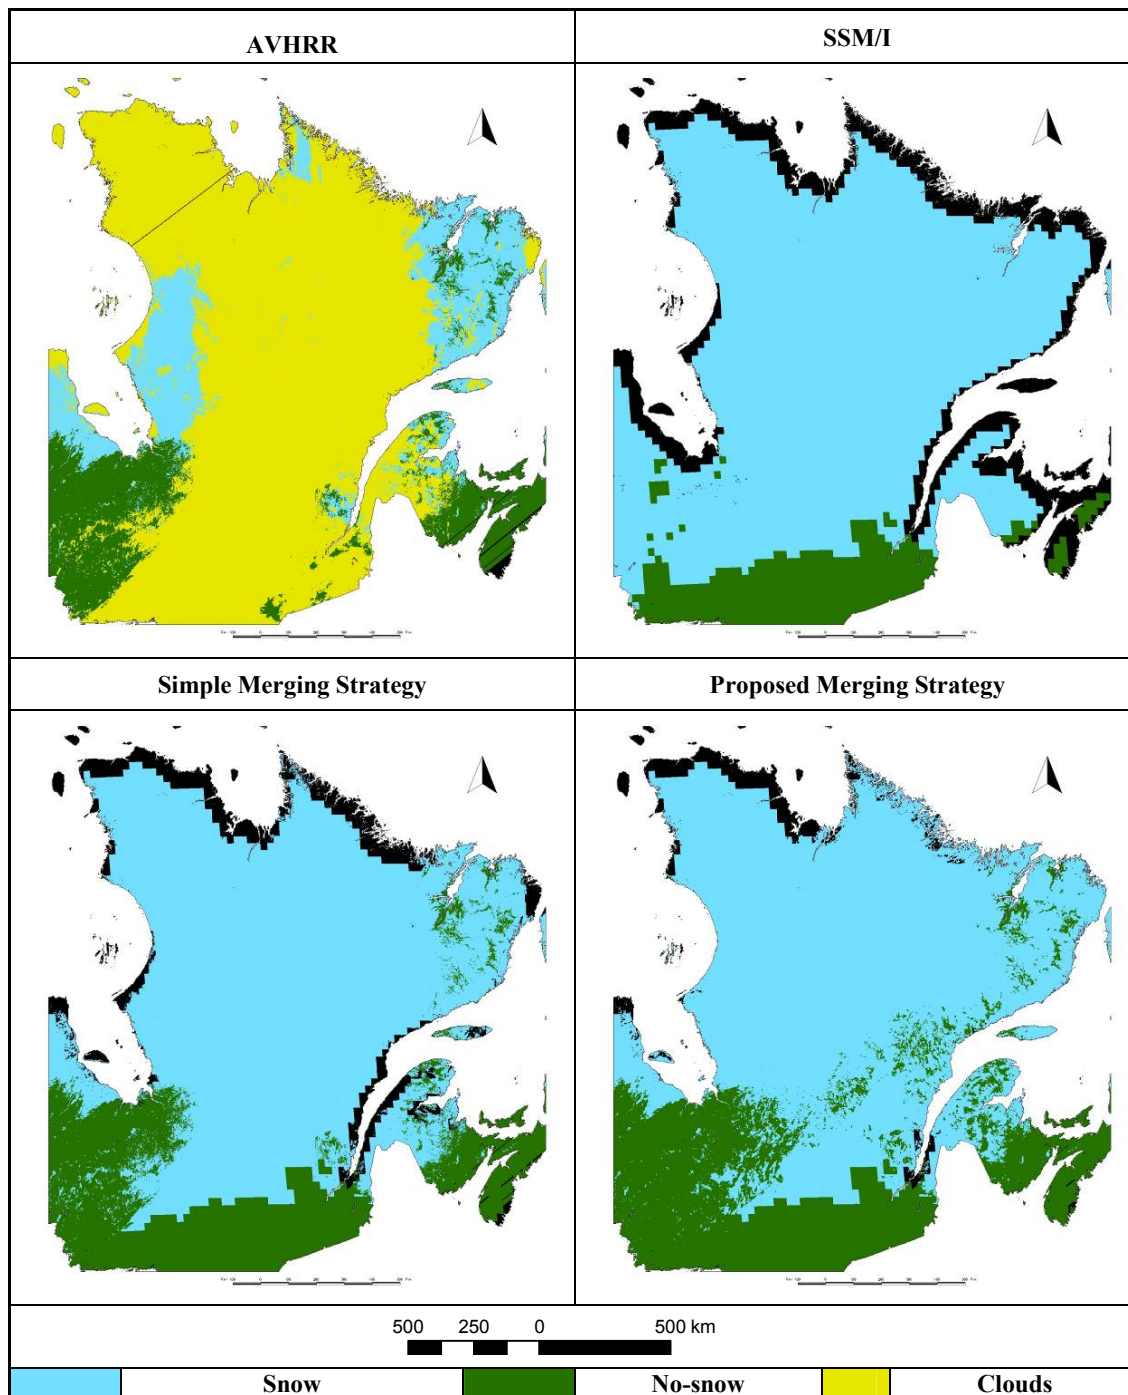 AVHRR
SSM/I
Simple Merging Strategy
Proposed Merging Strategy
500 250 0 500 km
Snow
No-snow
Clouds